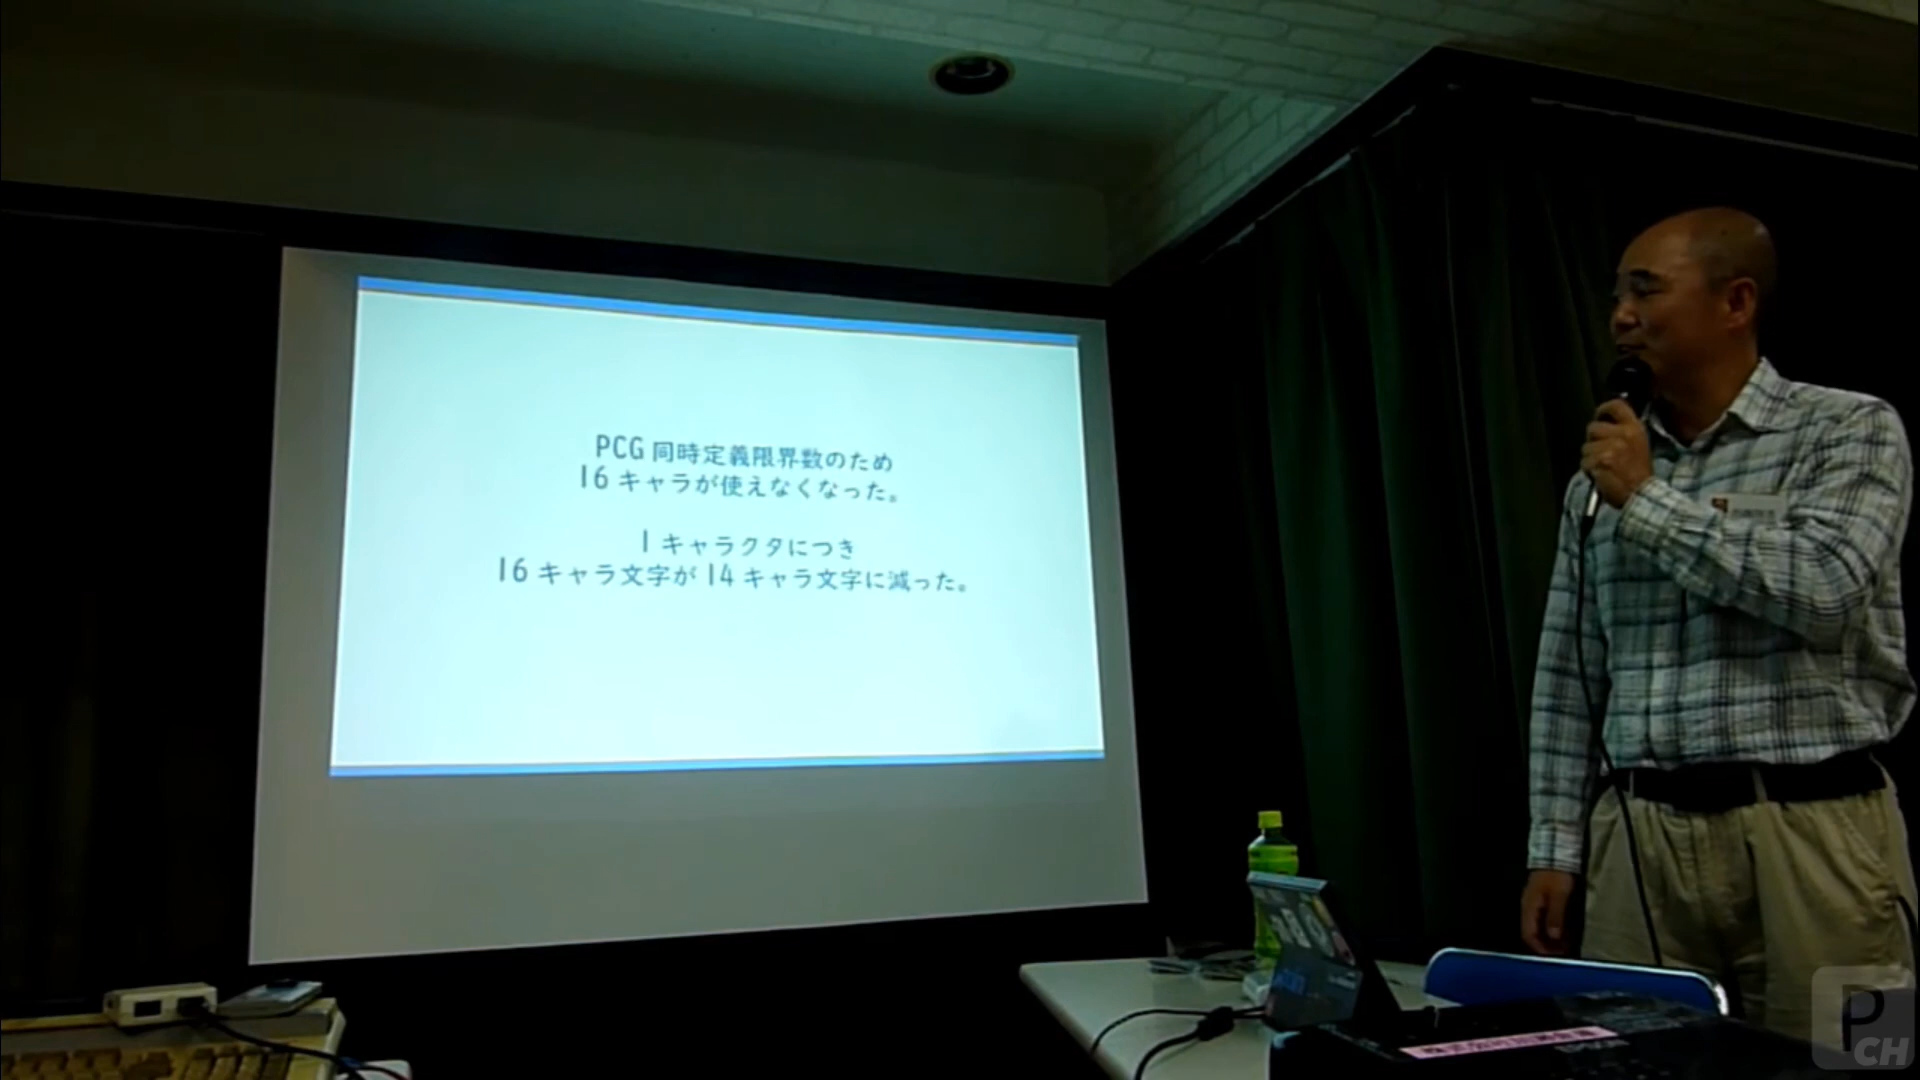 PCG 同時定義限界数のため
16 キャラが使えなくなった。
1 キャラクタにつき
16 キャラ文字が 14 キャラ文字に減った。
P
CH